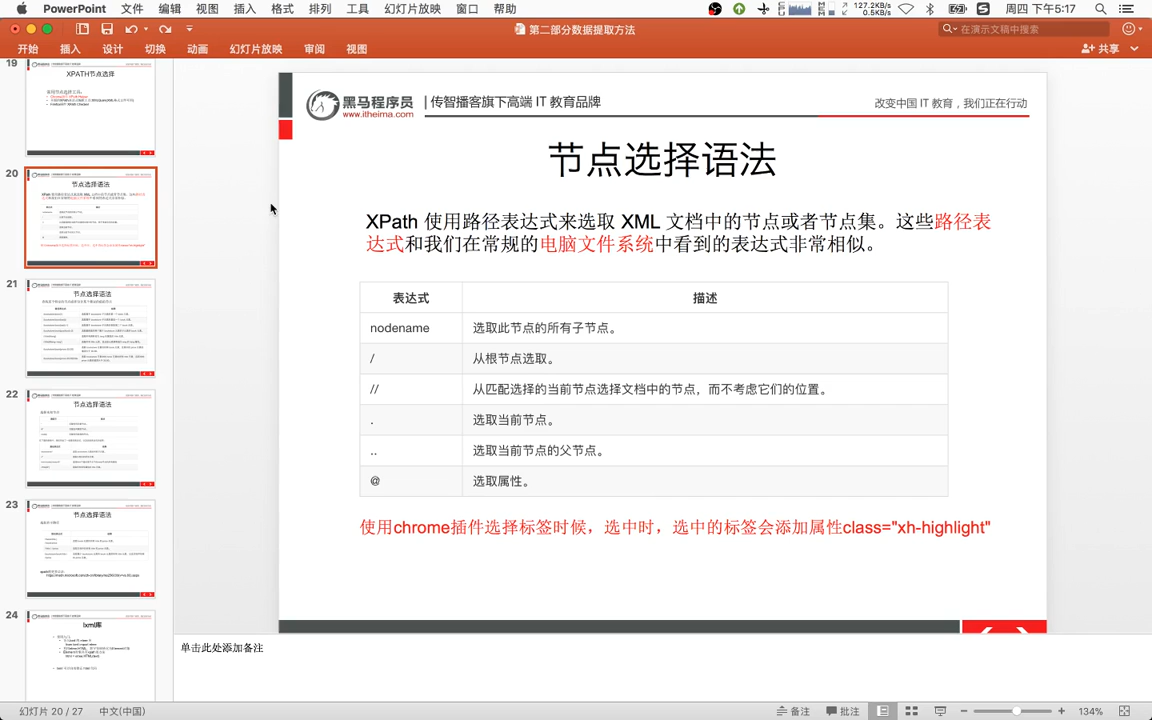 PowerPoint 文件 编辑 视图 插入 格式 排列 工具 幻灯片放映 窗口 帮助 127.2KB/s 0.5KB/s 周四 下午5:17
第二部分数据提取方法
在演示文稿中搜索
开始 插入 设计 切换 动画 幻灯片放映 审阅 视图 共享
19
XPATH节点选择
20
节点选择语法
21
节点选择语法
22
节点选择语法
23
节点选择语法
24
lxml库
黑马程序员
www.itheima.com
传智播客旗下高端 IT 教育品牌
改变中国 IT 教育，我们正在行动
节点选择语法
XPath 使用路径表达式来选取 XML 文档中的节点或者节点集。这些路径表
达式和我们在常规的电脑文件系统中看到的表达式非常相似。
表达式 描述
nodename 选取此节点的所有子节点。
/ 从根节点选取。
// 从匹配选择的当前节点选择文档中的节点，而不考虑它们的位置。
. 选取当前节点。
.. 选取当前节点的父节点。
@ 选取属性。
使用chrome插件选择标签时候，选中时，选中的标签会添加属性class="xh-highlight"
单击此处添加备注
幻灯片 20 / 27 中文(中国) 备注 批注 134%